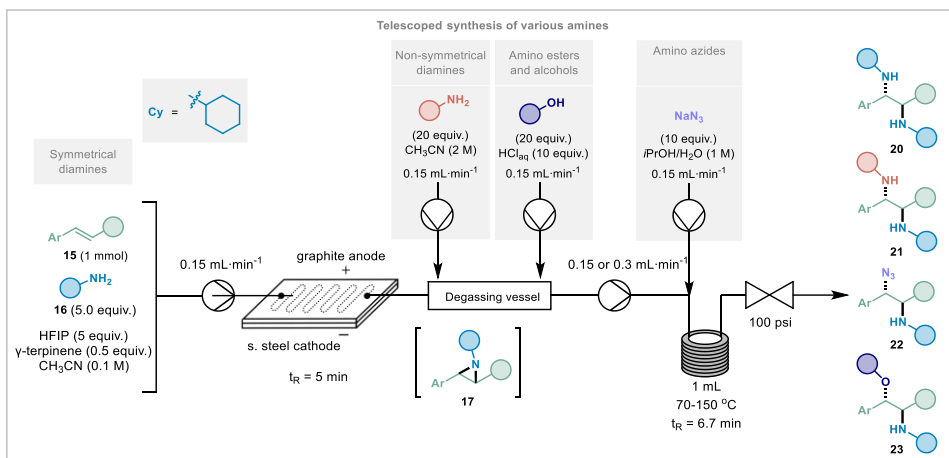 Telescoped synthesis of various amines
Non-symmetrical
diamines
NH2
(20 equiv.)
CH3CN (2 M)
0.15 mL·min-1
Amino esters
and alcohols
OH
(20 equiv.)
HClaq (10 equiv.)
0.15 mL·min-1
Amino azides
NaN3
(10 equiv.)
iPrOH/H2O (1 M)
0.15 mL·min-1
Cy =
Symmetrical
diamines
Ar
15 (1 mmol)
NH2
16 (5.0 equiv.)
HFIP (5 equiv.)
γ-terpinene (0.5 equiv.)
CH3CN (0.1 M)
0.15 mL·min-1
graphite anode
+
−
s. steel cathode
tR = 5 min
Degassing vessel
N
Ar
17
0.15 or 0.3 mL·min-1
1 mL
70-150 oC
tR = 6.7 min
100 psi
NH
Ar
HN
20
NH
Ar
HN
21
N3
Ar
HN
22
O
Ar
HN
23